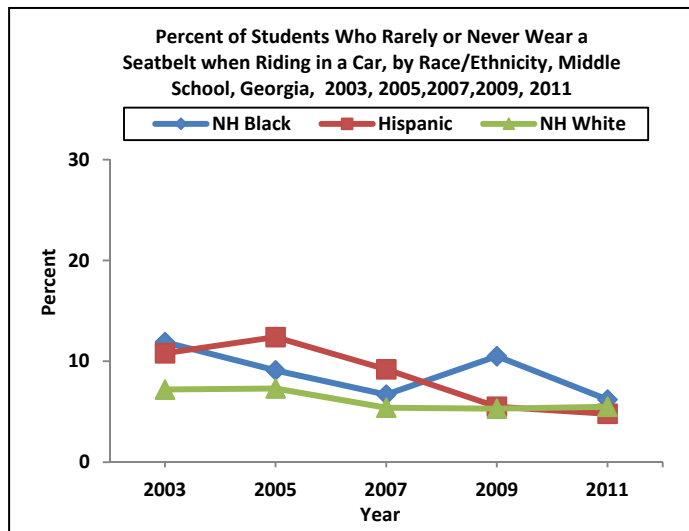 Percent of Students Who Rarely or Never Wear a
Seatbelt when Riding in a Car, by Race/Ethnicity, Middle
School, Georgia,  2003, 2005,2007,2009, 2011
NH Black Hispanic NH White
30
20
10
0
Percent
2003 2005 2007 2009 2011
Year